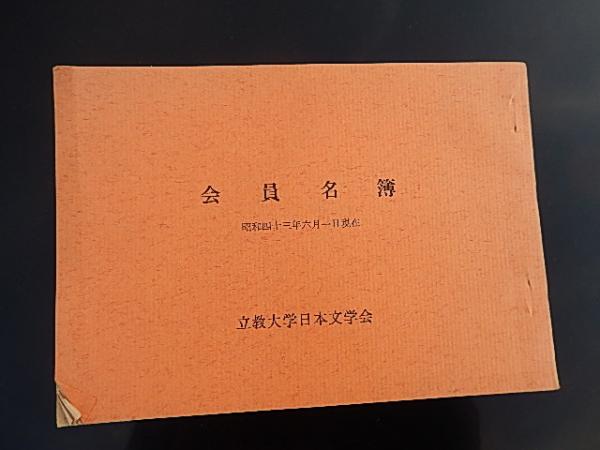 会員名簿
昭和四十三年六月一日現在
立教大学日本文学会